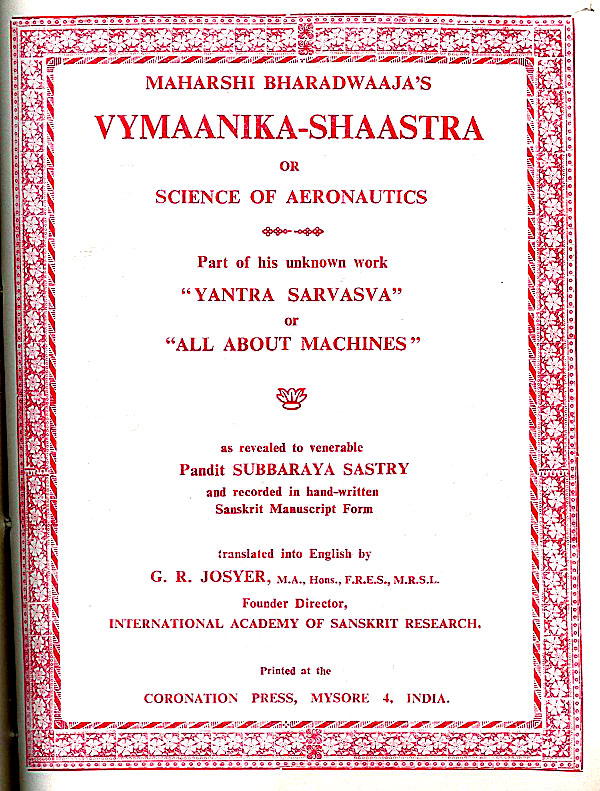 MAHARSHI BHARADWAAJA'S
VYMAANIKA-SHAASTRA
OR
SCIENCE OF AERONAUTICS
Part of his unknown work
"YANTRA SARVASVA"
or
"ALL ABOUT MACHINES"
as revealed to venerable
Pandit SUBBARAYA SASTRY
and recorded in hand-written
Sanskrit Manuscript Form
translated into English by
G. R. JOSYER, M.A., Hons., F.R.E.S., M.R.S.L.
Founder Director,
INTERNATIONAL ACADEMY OF SANSKRIT RESEARCH.
Printed at the
CORONATION PRESS, MYSORE 4, INDIA.